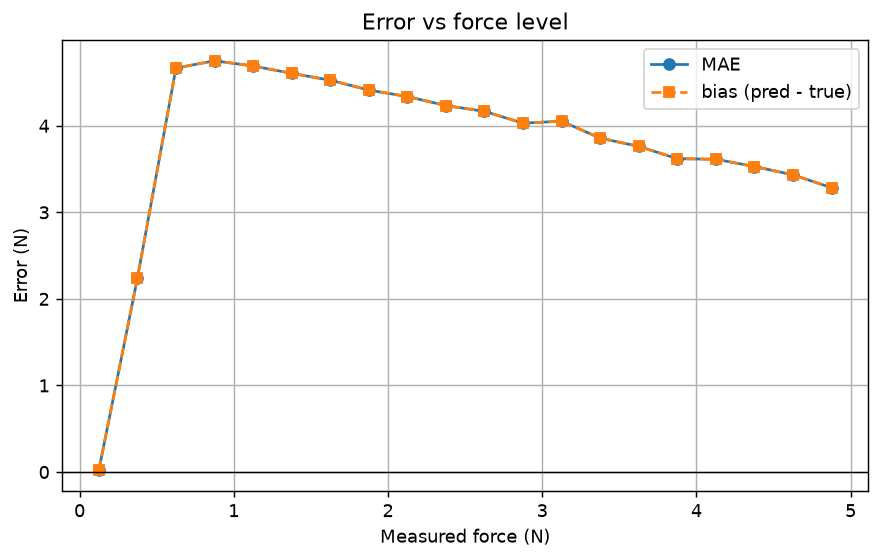 Error vs force level
MAE
bias (pred - true)
Error (N)
4
3
2
1
0
0 1 2 3 4 5
Measured force (N)